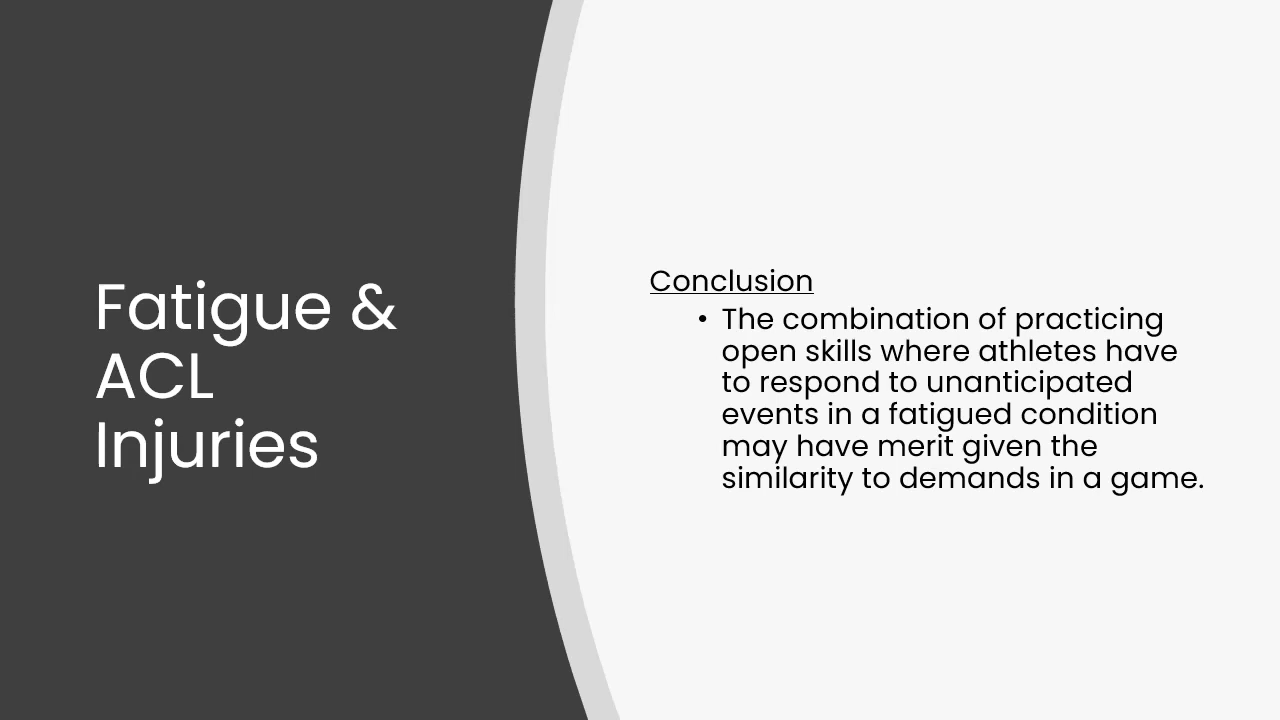 Fatigue &
ACL
Injuries
Conclusion
• The combination of practicing
open skills where athletes have
to respond to unanticipated
events in a fatigued condition
may have merit given the
similarity to demands in a game.